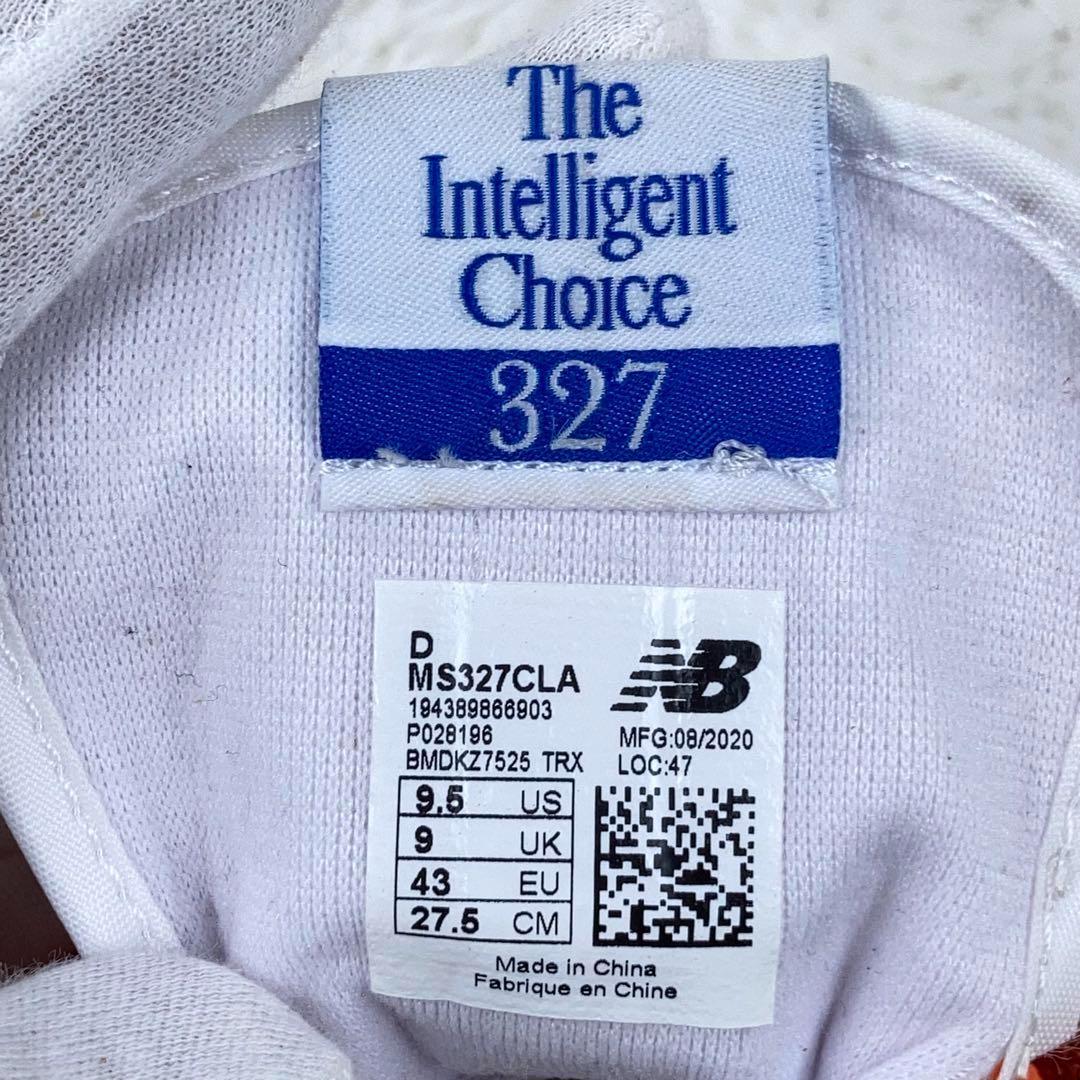 The
Intelligent
Choice
327
D
MS327CLA
194389866903
P028196
BMDKZ7525 TRX
NB
MFG:08/2020
LOC:47
9.5 US
9 UK
43 EU
27.5 CM
Made in China
Fabrique en Chine